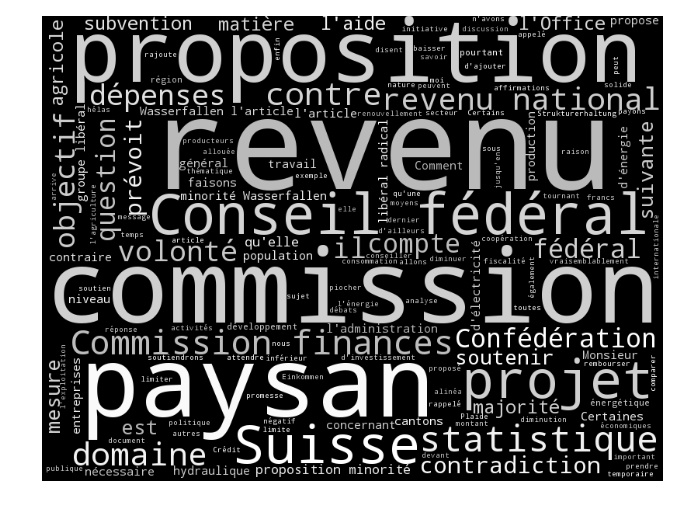 subvention matière l'aide initiative n'avons discussion appelé l'Office propose
agricole proposition
rajoute enfin disent baisser savoir pourtant d'ajouter
région moi peuvent affirmations peut solide
dépenses contre revenu national
nature
hélas Wasserfallen l'article l'article renouvellement secteur Certains Strukturerhaltung payons
groupe libéral objectif question prévoit revenu
producteurs allouée thématique exemple
général travail Comment sous jusqu'en production raison d'énergie suivante
faisons
minorité Wasserfallen libéral radical
qu'une moyens dernier d'ailleurs tournant francs
arrive l'agriculture message temps Conseil fédéral
elle
volonté qu'elle il compte coopération fédéral internationale
article conseiller
contraire population consommation allons diminuer fiscalité vraisemblablement
soutien niveau commission
piocher sujet l'énergie débats analyse d'électricité également toutes
réponse activités développement l'administration
Commission finances Confédération
nous
soutiendrons attendre inférieur d'investissement soutenir Monsieur
mesure l'exploitation entreprises limiter paysan propose projet rembourser comparer
promesse Einkommen alinéa énergétique
rappelé majorité
politique négatif limite Plaide montant diminution Certaines économiques
est autres concernant cantons
document Crédit Suisse statistique
domaine devant important
publique nécessaire hydraulique proposition minorité contradiction prendre
temporaire